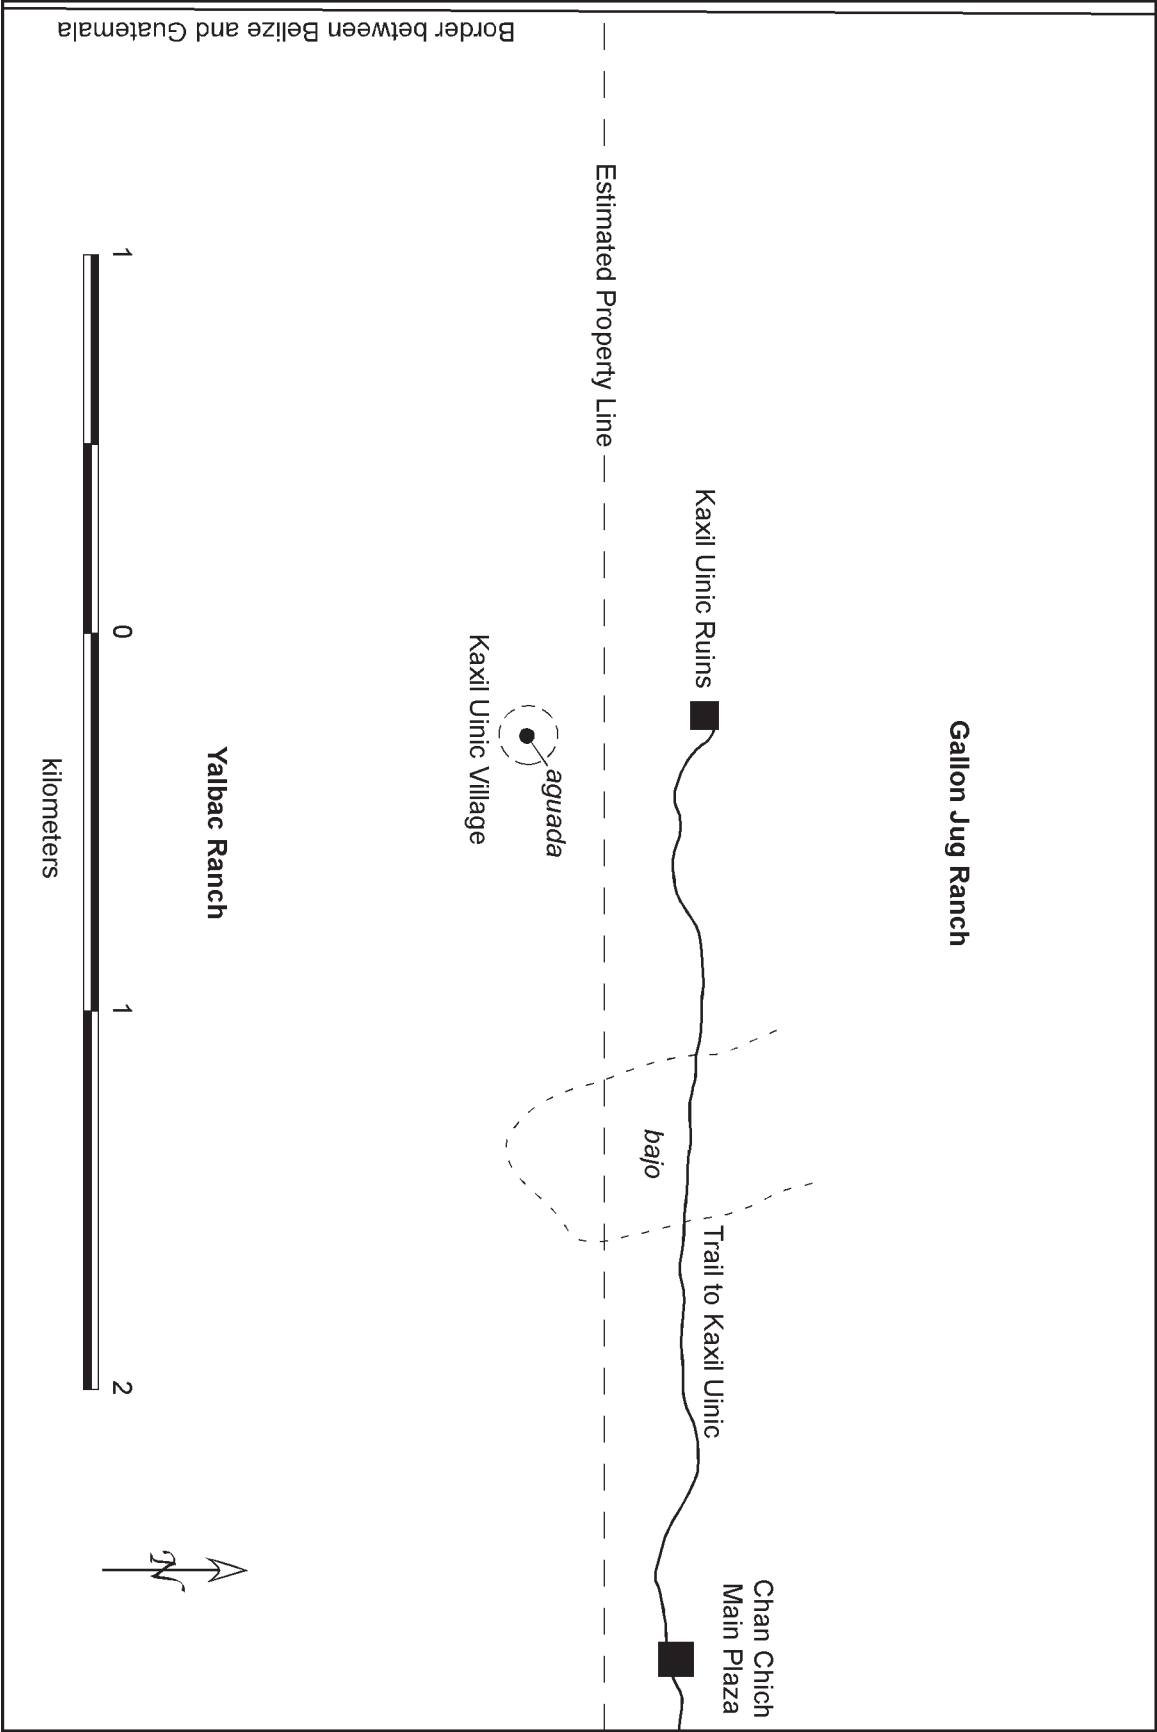 Border between Belize and Guatemala
Gallon Jug Ranch
Chan Chich
Main Plaza
Kaxil Uinic Ruins
Trail to Kaxil Uinic
bajo
Estimated Property Line
aguada
Kaxil Uinic Village
Yalbac Ranch
N
1 0 1 2
kilometers